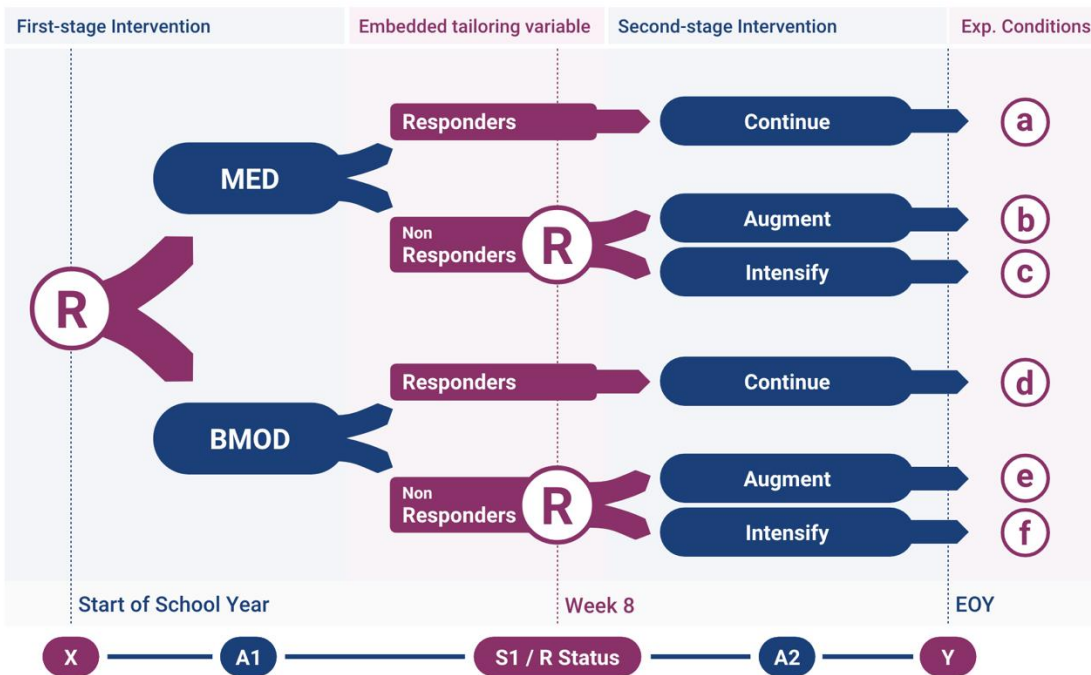 First-stage Intervention
Embedded tailoring variable
Second-stage Intervention
Exp. Conditions
R
MED
Responders
Continue
a
Non
Responders
R
Augment
b
Intensify
c
BMOD
Responders
Continue
d
Non
Responders
R
Augment
e
Intensify
f
Start of School Year
Week 8
EOY
X
A1
S1 / R Status
A2
Y